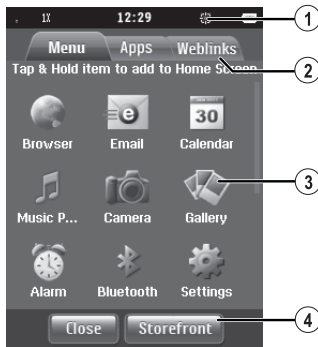 1X 12:29 1
Menu Apps Weblinks 2
Tap & Hold item to add to Home Screen
30
Browser Email Calendar
3
Music P... Camera Gallery
Alarm Bluetooth Settings
Close Storefront 4